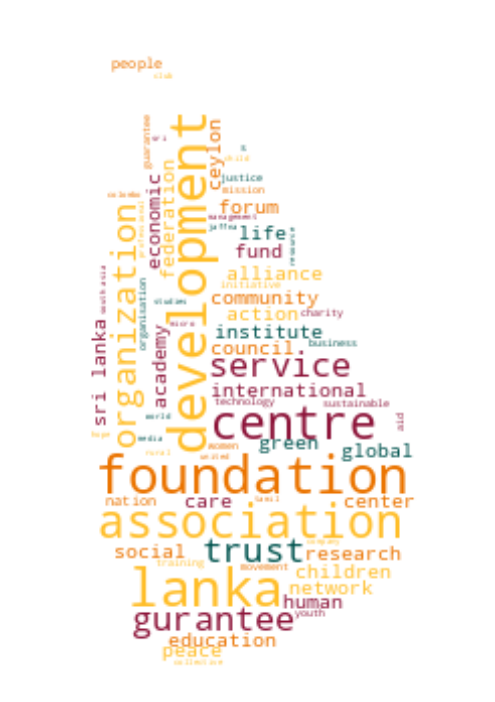 people
club
guarantee
development
ceylon
child
justice
mission
economic
federation
colombo
forum
organization
professional
management
jaffna
life
resource
fund
south asia
alliance
initiative
organisation
studies
community
action
charity
sri lanka
micro
institute
business
academy
council
service
international
technology
sustainable
world
centre
aid
hope
media
women
green
global
rural
united
foundation
nation
care
tamil
center
association
company
social
trust
research
training
movement
children
lanka
network
human
gurantee
youth
education
peace
collective